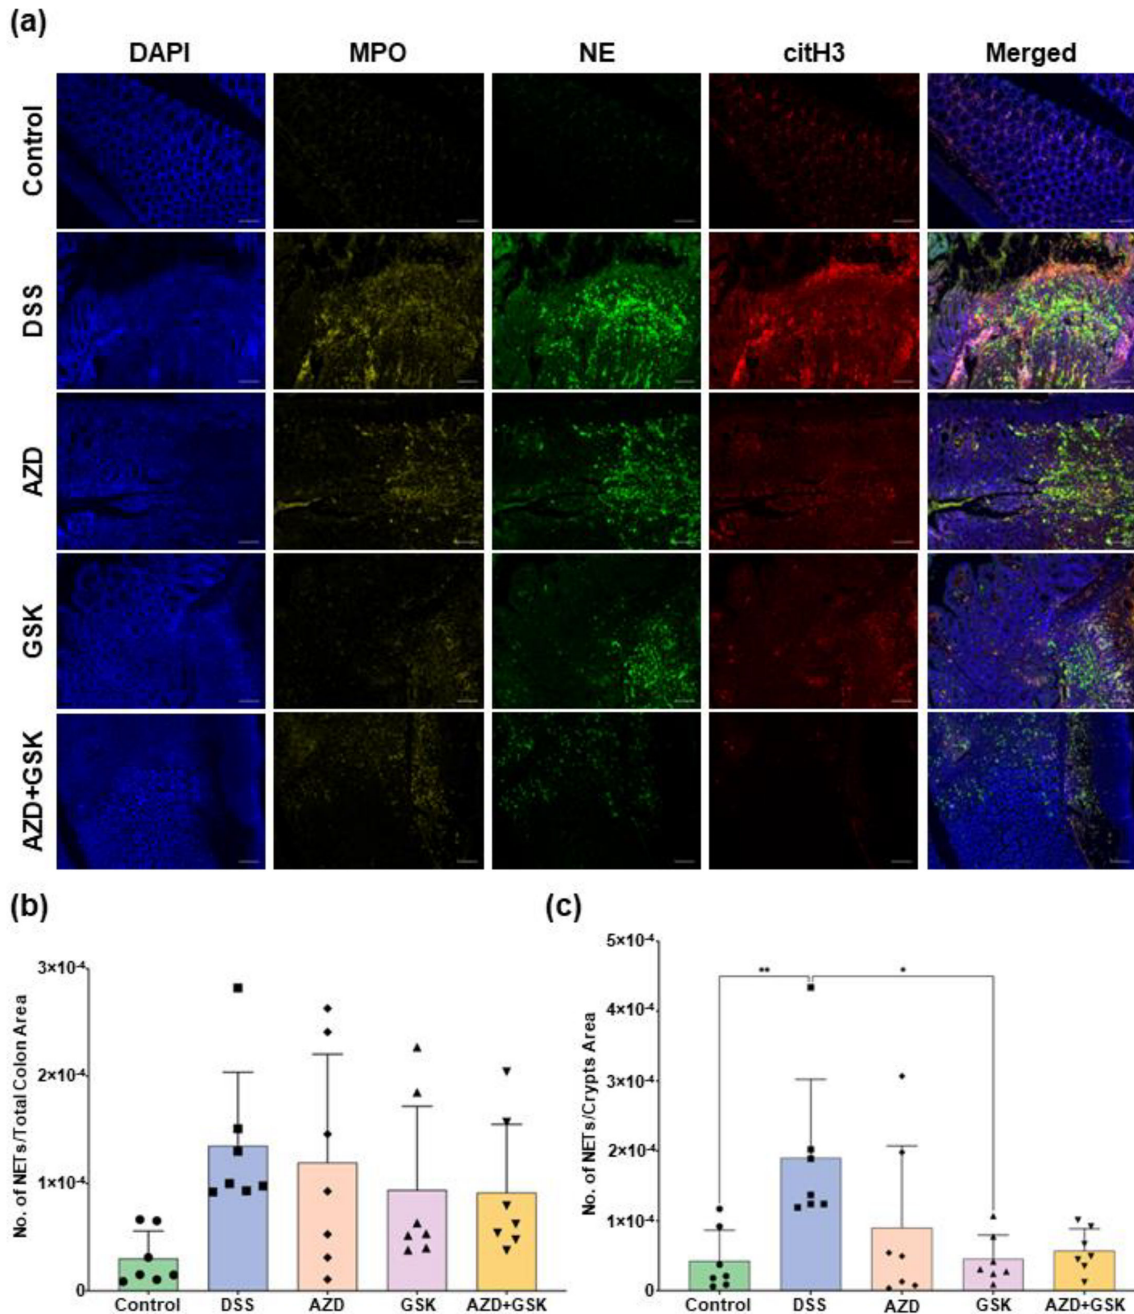 (a)
DAPI MPO NE citH3 Merged
Control
DSS
AZD
GSK
AZD+GSK
(b)
(c)
No. of NETs/Total Colon Area
3×10⁻⁴
2×10⁻⁴
1×10⁻⁴
0
Control DSS AZD GSK AZD+GSK
No. of NETs/Crypts Area
5×10⁻⁴
4×10⁻⁴
3×10⁻⁴
2×10⁻⁴
1×10⁻⁴
0
** *
Control DSS AZD GSK AZD+GSK